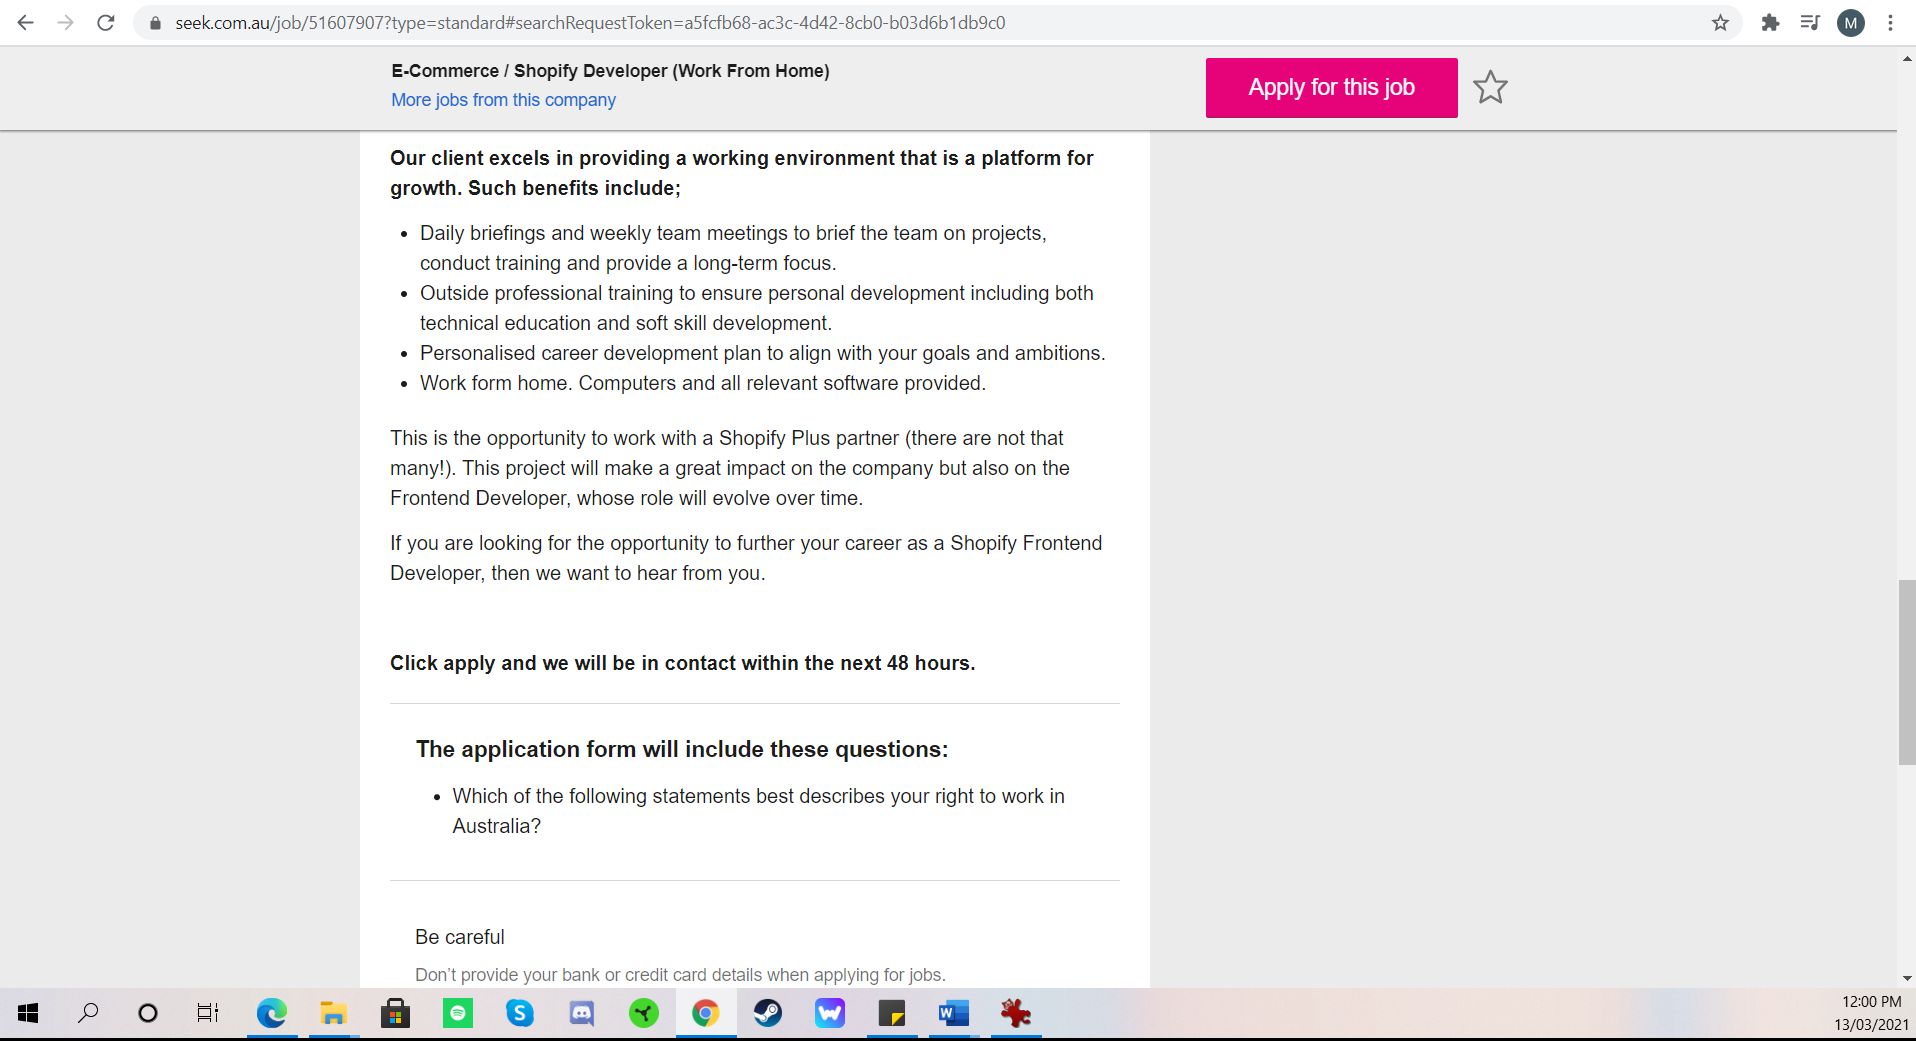 seek.com.au/job/51607907?type=standard#searchRequestToken=a5fcfb68-ac3c-4d42-8cb0-b03d6b1db9c0
M
E-Commerce / Shopify Developer (Work From Home)
More jobs from this company
Apply for this job
Our client excels in providing a working environment that is a platform for
growth. Such benefits include;
• Daily briefings and weekly team meetings to brief the team on projects,
conduct training and provide a long-term focus.
• Outside professional training to ensure personal development including both
technical education and soft skill development.
• Personalised career development plan to align with your goals and ambitions.
• Work form home. Computers and all relevant software provided.
This is the opportunity to work with a Shopify Plus partner (there are not that
many!). This project will make a great impact on the company but also on the
Frontend Developer, whose role will evolve over time.
If you are looking for the opportunity to further your career as a Shopify Frontend
Developer, then we want to hear from you.
Click apply and we will be in contact within the next 48 hours.
The application form will include these questions:
• Which of the following statements best describes your right to work in
Australia?
Be careful
Don't provide your bank or credit card details when applying for jobs.
12:00 PM
13/03/2021